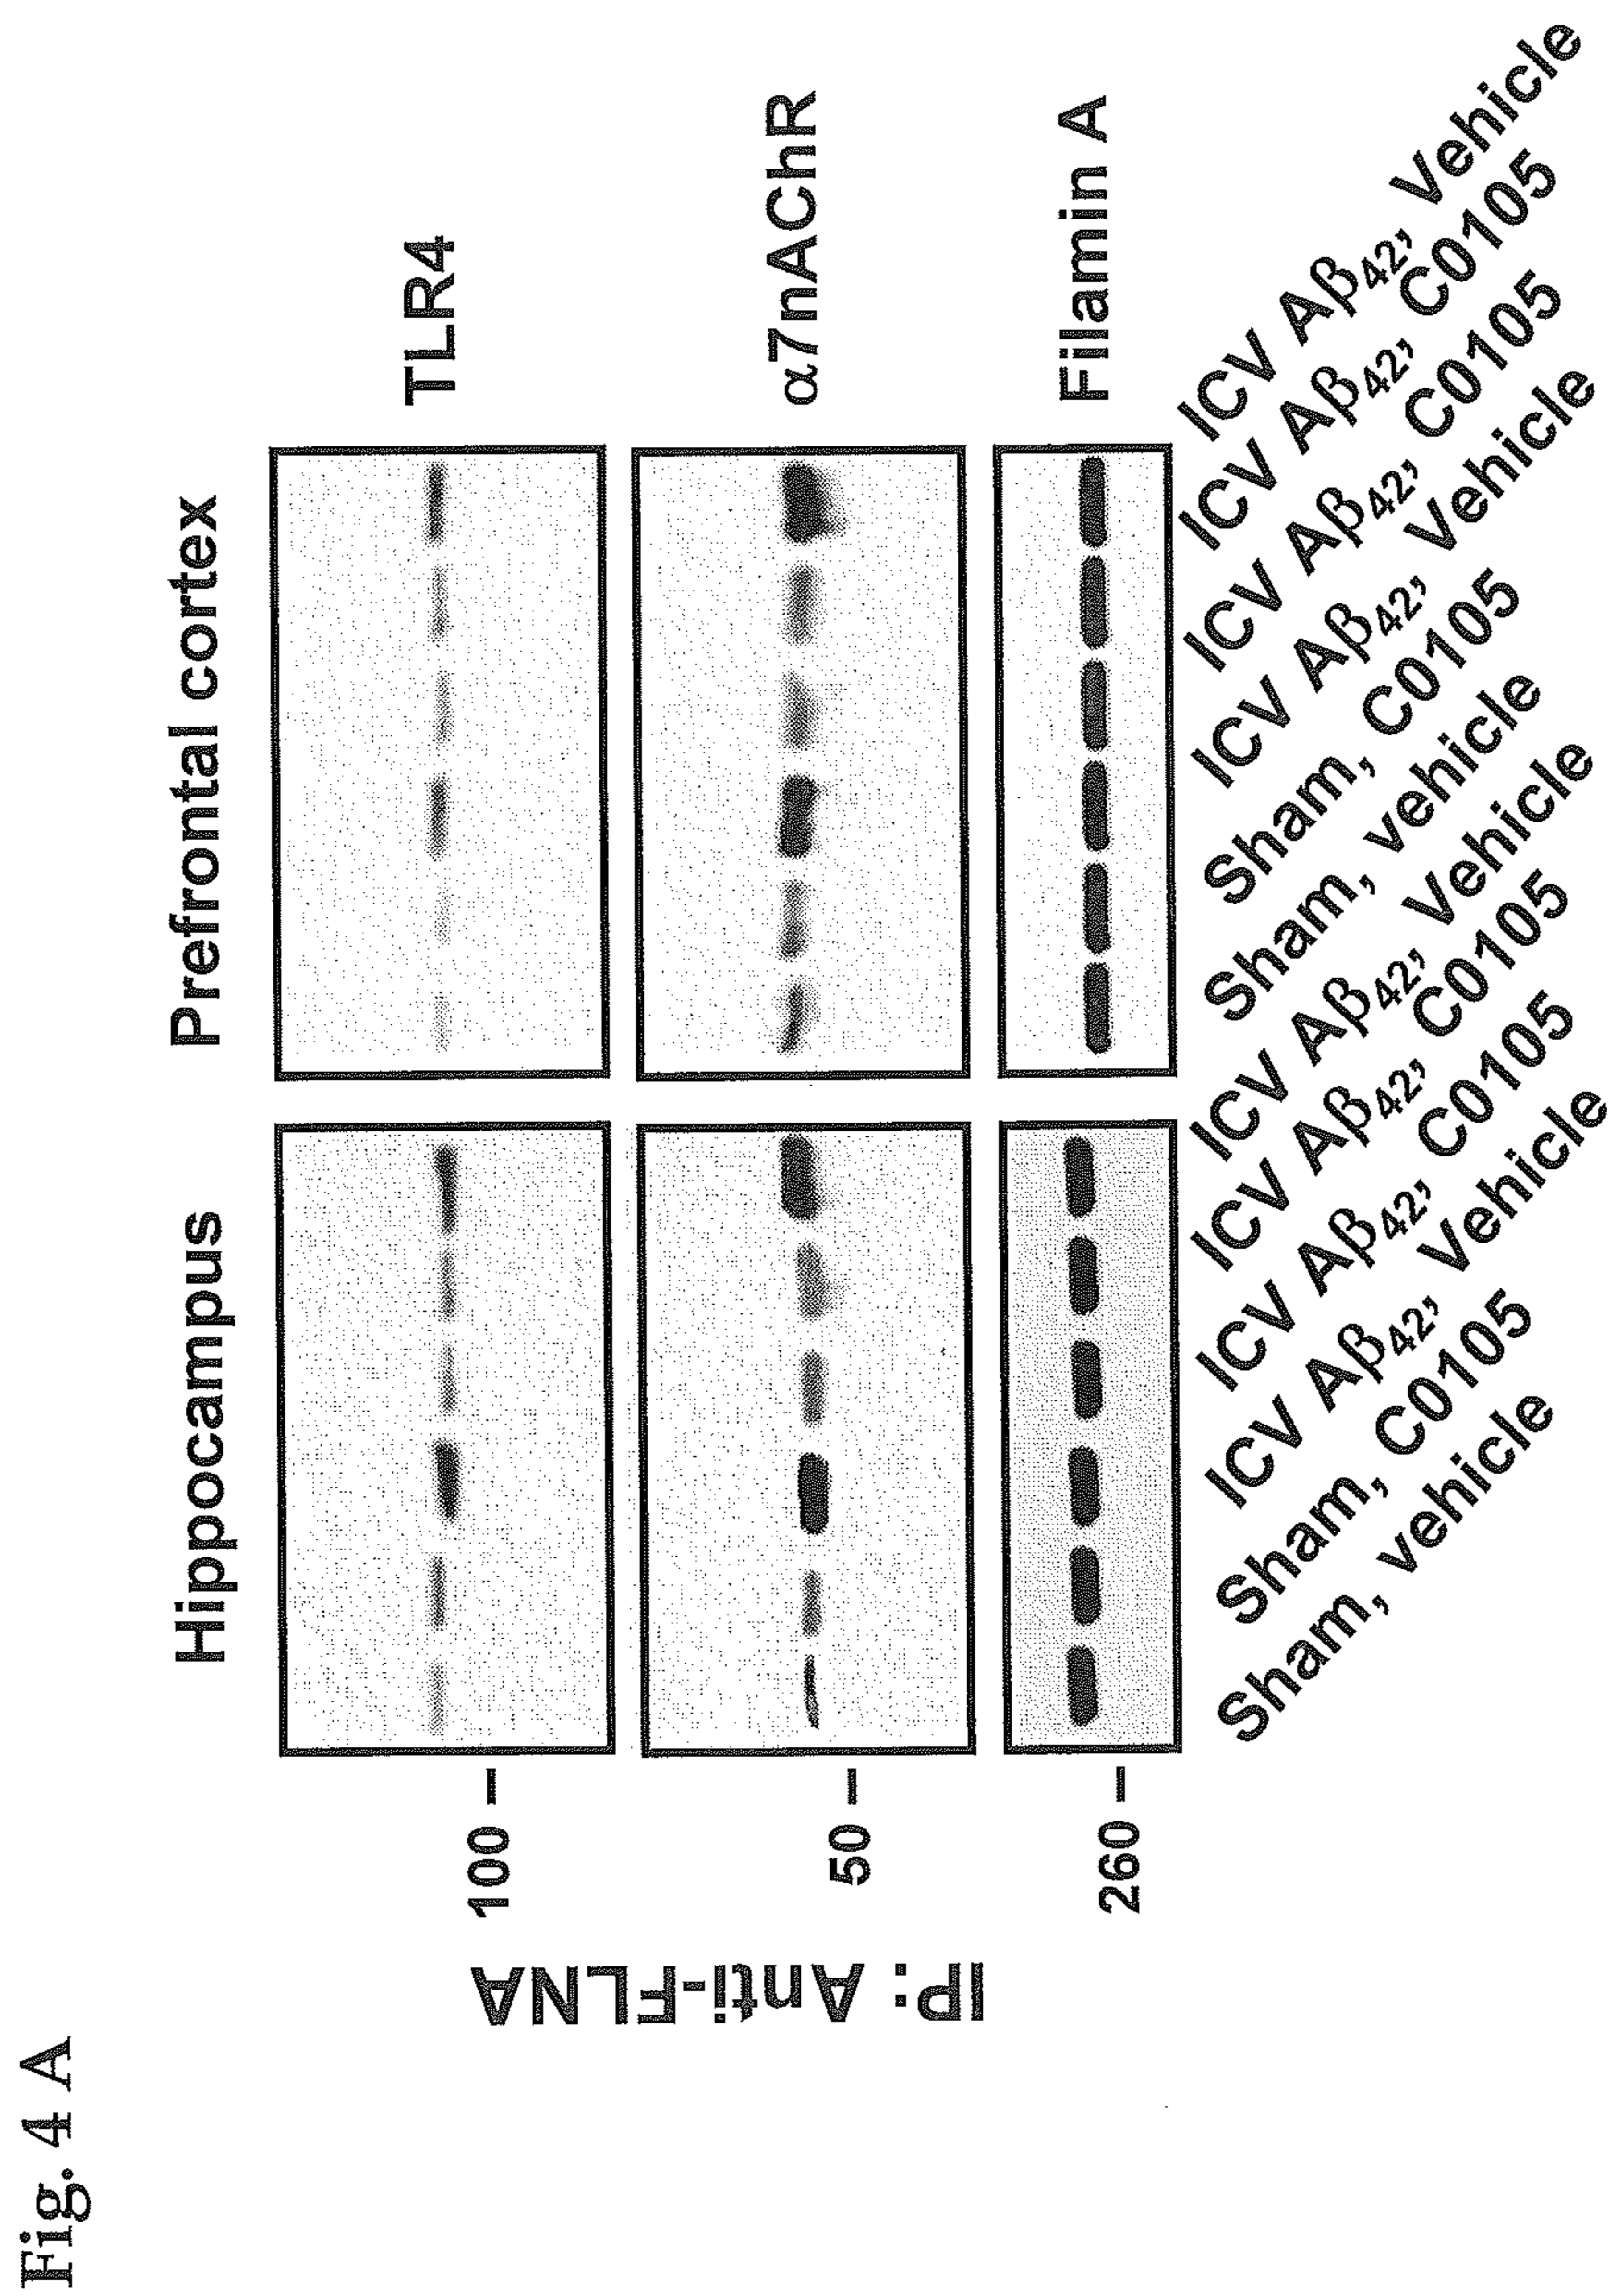 Fig. 4 A
Hippocampus
Prefrontal cortex
IP: Anti-FLNA
100 –
TLR4
50 –
α7nAChR
260 –
Filamin A
Sham, vehicle
Sham, C0105
ICV Aβ42, Vehicle
ICV Aβ42, C0105
ICV Aβ42, C0105
ICV Aβ42, Vehicle
Sham, vehicle
Sham, C0105
ICV Aβ42, Vehicle
ICV Aβ42, C0105
ICV Aβ42, C0105
ICV Aβ42, Vehicle